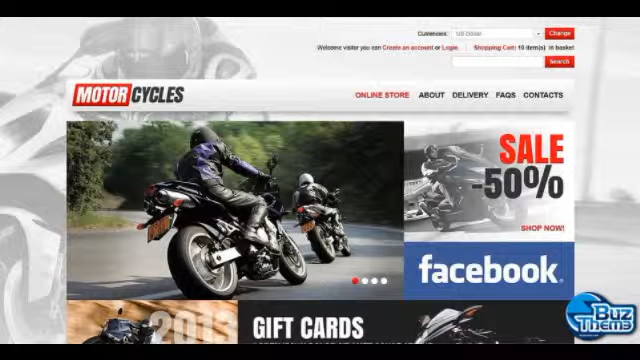 Currencies: US Dollar Change
Welcome visitor you can Create an account or Login. Shopping Cart: 10 item(s) in basket
Search
MOTORCYCLES
ONLINE STORE ABOUT DELIVERY FAQS CONTACTS
SALE
-50%
SHOP NOW!
facebook.
2013
GIFT CARDS
Buz
Theme